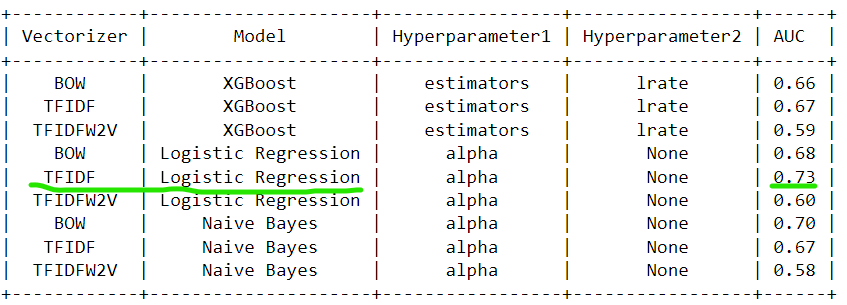 +------------+---------------------+-----------------+-----------------+------+
| Vectorizer | Model | Hyperparameter1 | Hyperparameter2 | AUC |
+------------+---------------------+-----------------+-----------------+------+
| BOW | XGBoost | estimators | lrate | 0.66 |
| TFIDF | XGBoost | estimators | lrate | 0.67 |
| TFIDFW2V | XGBoost | estimators | lrate | 0.59 |
| BOW | Logistic Regression | alpha | None | 0.68 |
| TFIDF | Logistic Regression | alpha | None | 0.73 |
| TFIDFW2V | Logistic Regression | alpha | None | 0.60 |
| BOW | Naive Bayes | alpha | None | 0.70 |
| TFIDF | Naive Bayes | alpha | None | 0.67 |
| TFIDFW2V | Naive Bayes | alpha | None | 0.58 |
+------------+---------------------+-----------------+-----------------+------+